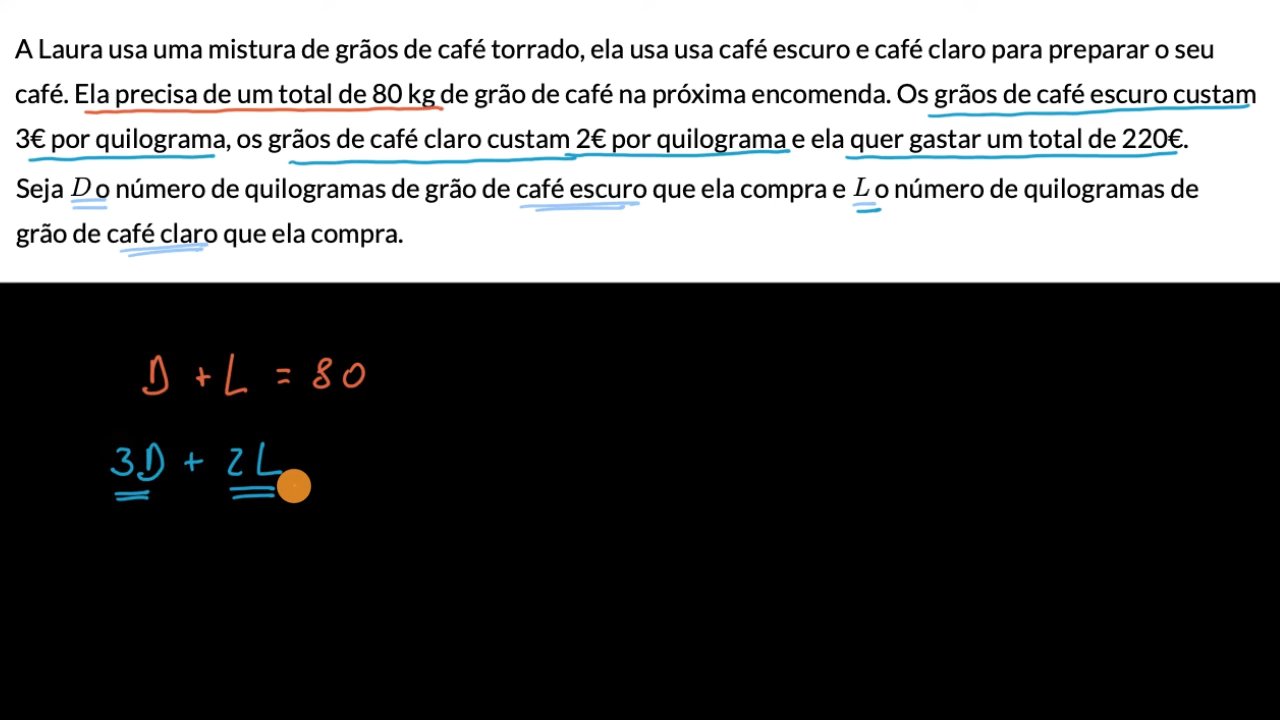 A Laura usa uma mistura de grãos de café torrado, ela usa usa café escuro e café claro para preparar o seu
café. Ela precisa de um total de 80 kg de grão de café na próxima encomenda. Os grãos de café escuro custam
3€ por quilograma, os grãos de café claro custam 2€ por quilograma e ela quer gastar um total de 220€.
Seja D o número de quilogramas de grão de café escuro que ela compra e L o número de quilogramas de
grão de café claro que ela compra.
D + L = 80
3D + 2L